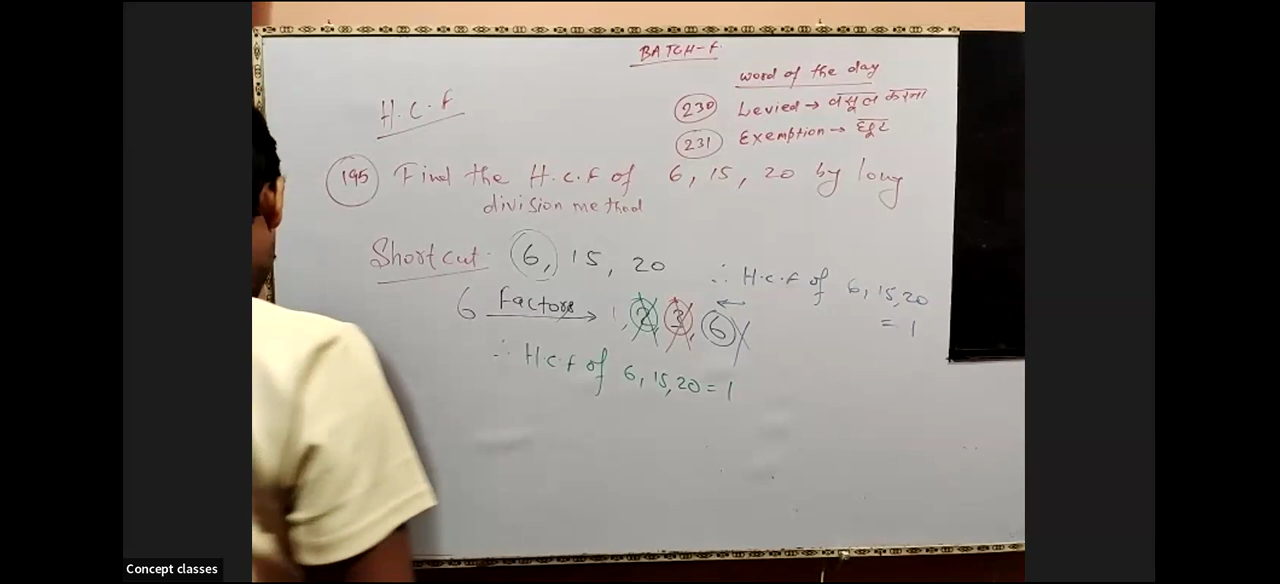 BATCH-F
word of the day
230 Levied → वसूल करना
231 Exemption → छूट
H.C.F
195 Find the H.C.F of 6, 15, 20 by long
division method
Shortcut: 6, 15, 20
6 Factors → 1, 2, 3, 6
∴ H.C.F of 6, 15, 20 = 1
∴ H.C.F of 6, 15, 20
= 1
Concept classes